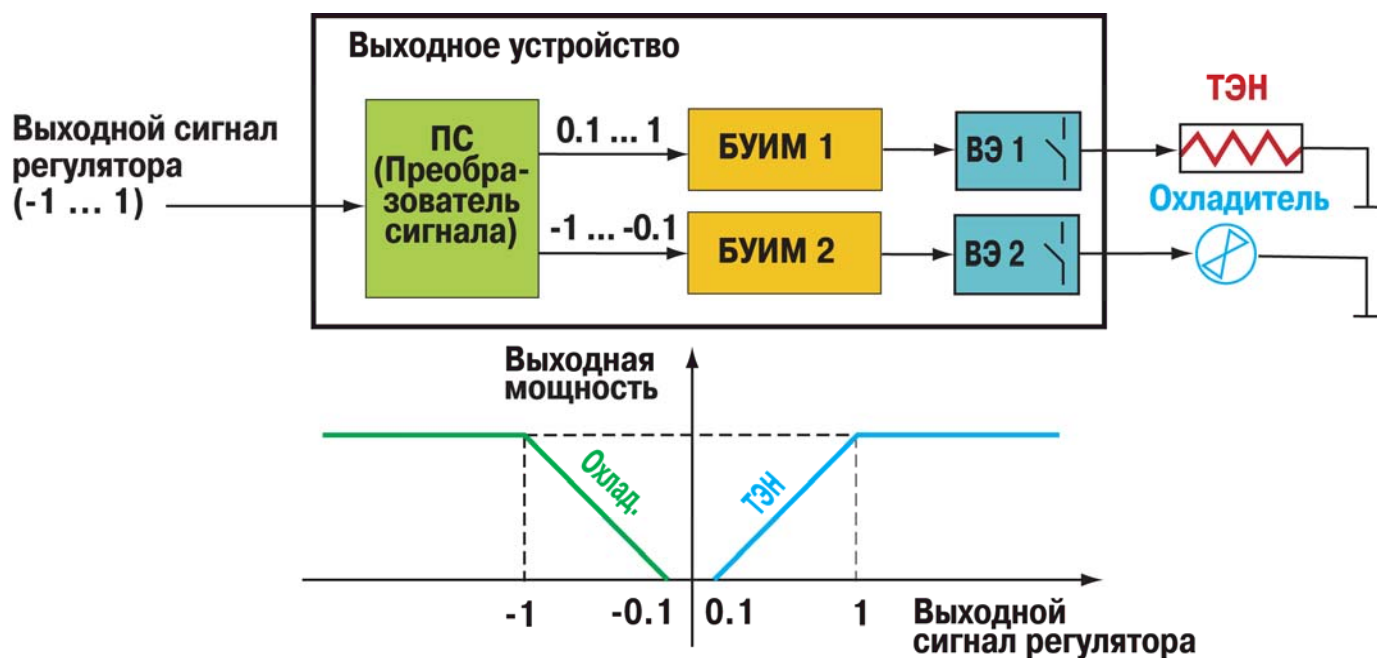 Выходное устройство
Выходной сигнал
регулятора
(-1 ... 1)
ПС
(Преобра-
зователь
сигнала)
0.1 ... 1
-1 ... -0.1
БУИМ 1
БУИМ 2
ВЭ 1
ВЭ 2
ТЭН
Охладитель
Выходная
мощность
Охлад.
ТЭН
-1
-0.1
0.1
1
Выходной
сигнал регулятора